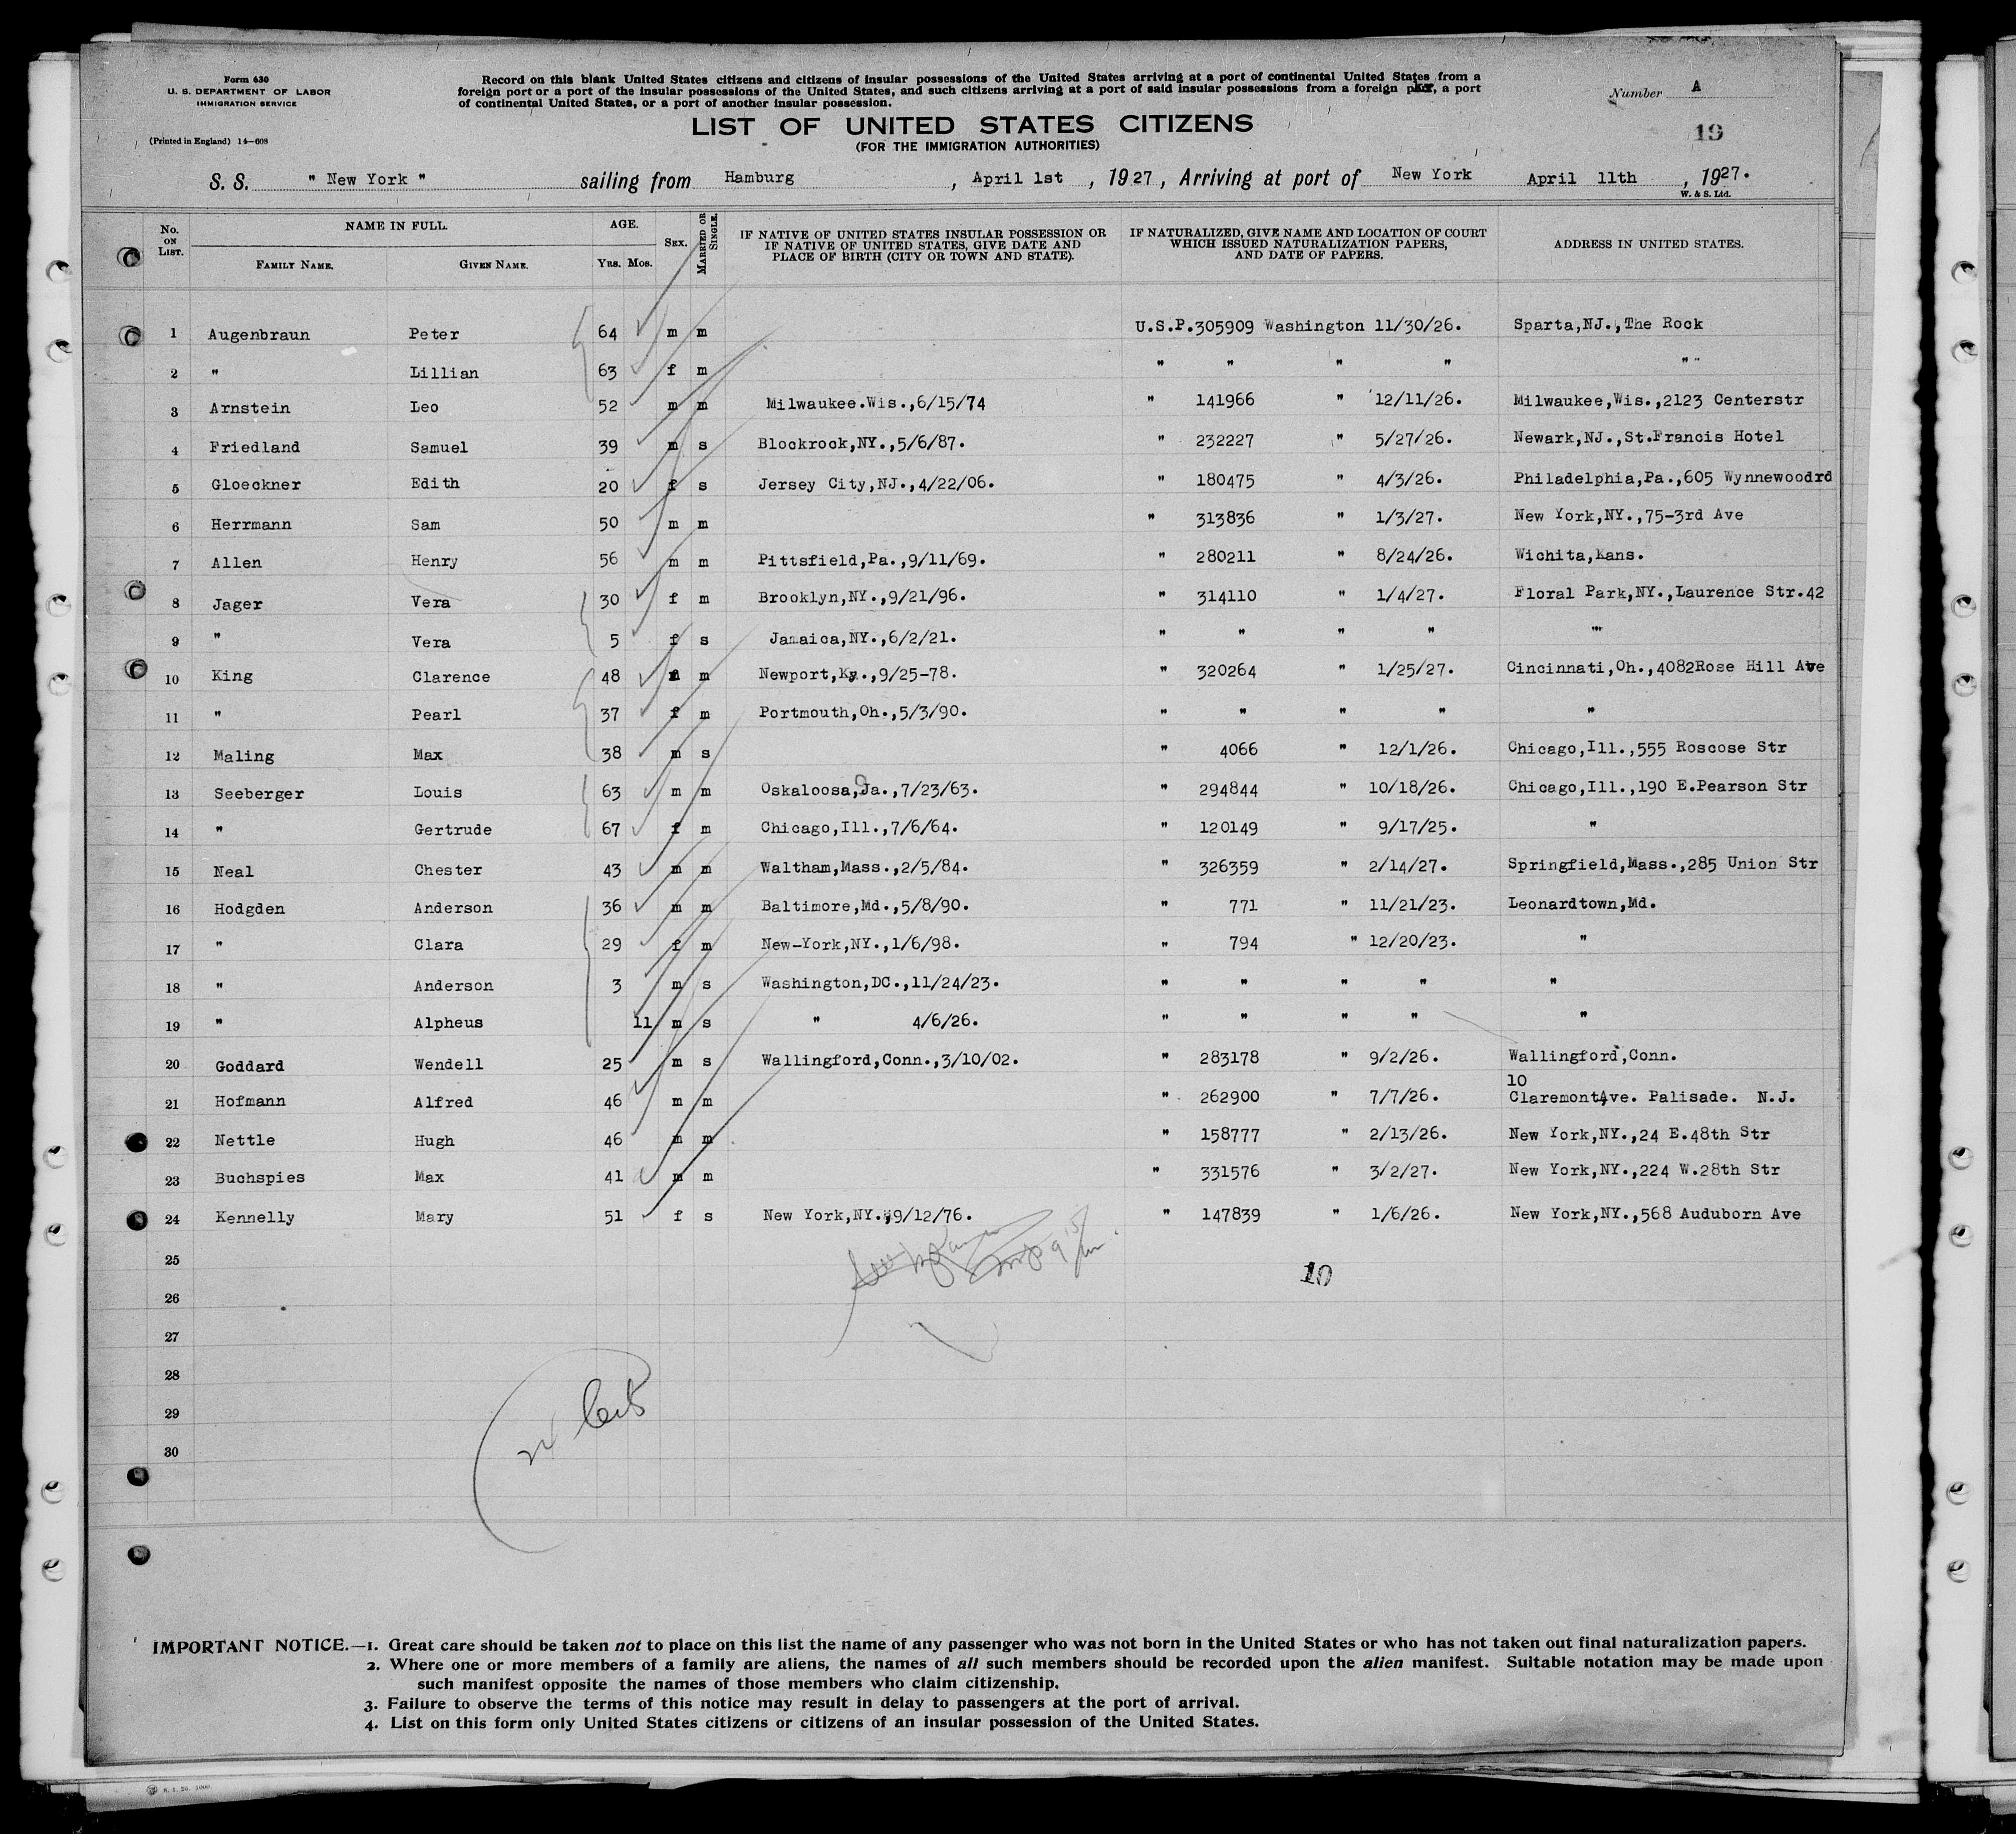 Form 630
U. S. DEPARTMENT OF LABOR
IMMIGRATION SERVICE
(Printed in England) 14—608
Record on this blank United States citizens and citizens of insular possessions of the United States arriving at a port of continental United States from a
foreign port or a port of the insular possessions of the United States, and such citizens arriving at a port of said insular possessions from a foreign port, a port
of continental United States, or a port of another insular possession.
Number A
19
LIST OF UNITED STATES CITIZENS
(FOR THE IMMIGRATION AUTHORITIES)
S. S. " New York " sailing from Hamburg, April 1st, 1927, Arriving at port of New York April 11th, 1927.
W. & S. Ltd.
No. ON LIST. NAME IN FULL. FAMILY NAME. GIVEN NAME. AGE. Yrs. Mos. SEX. MARRIED OR SINGLE. IF NATIVE OF UNITED STATES INSULAR POSSESSION OR IF NATIVE OF UNITED STATES, GIVE DATE AND PLACE OF BIRTH (CITY OR TOWN AND STATE). IF NATURALIZED, GIVE NAME AND LOCATION OF COURT WHICH ISSUED NATURALIZATION PAPERS, AND DATE OF PAPERS. ADDRESS IN UNITED STATES.
1 Augenbraun Peter 64 m m U.S.P.305909 Washington 11/30/26. Sparta,NJ.,The Rock
2 " Lillian 63 f m " " " " " "
3 Arnstein Leo 52 m m Milwaukee.Wis.,6/15/74 " 141966 " 12/11/26. Milwaukee,Wis.,2123 Centerstr
4 Friedland Samuel 39 m s Blockrock,NY.,5/6/87. " 232227 " 5/27/26. Newark,NJ.,St.Francis Hotel
5 Gloeckner Edith 20 f s Jersey City,NJ.,4/22/06. " 180475 " 4/3/26. Philadelphia,Pa.,605 Wynnewoodrd
6 Herrmann Sam 50 m m " 313836 " 1/3/27. New York,NY.,75-3rd Ave
7 Allen Henry 56 m m Pittsfield,Pa.,9/11/69. " 280211 " 8/24/26. Wichita,Kans.
8 Jager Vera 30 f m Brooklyn,NY.,9/21/96. " 314110 " 1/4/27. Floral Park,NY.,Laurence Str.42
9 " Vera 5 f s Jamaica,NY.,6/2/21. " " " " "
10 King Clarence 48 m m Newport,Ky.,9/25-78. " 320264 " 1/25/27. Cincinnati,Oh.,4082Rose Hill Ave
11 " Pearl 37 f m Portmouth,Oh.,5/3/90. " " " " "
12 Maling Max 38 m s " 4066 " 12/1/26. Chicago,Ill.,555 Roscose Str
13 Seeberger Louis 63 m m Oskaloosa,Ja.,7/23/63. " 294844 " 10/18/26. Chicago,Ill.,190 E.Pearson Str
14 " Gertrude 67 f m Chicago,Ill.,7/6/64. " 120149 " 9/17/25. "
15 Neal Chester 43 m m Waltham,Mass.,2/5/84. " 326359 " 2/14/27. Springfield,Mass.,285 Union Str
16 Hodgden Anderson 36 m m Baltimore,Md.,5/8/90. " 771 " 11/21/23. Leonardtown,Md.
17 " Clara 29 f m New-York,NY.,1/6/98. " 794 " 12/20/23. "
18 " Anderson 3 m s Washington,DC.,11/24/23. " " " " "
19 " Alpheus 11 m s " 4/6/26. " " " " "
20 Goddard Wendell 25 m s Wallingford,Conn.,3/10/02. " 283178 " 9/2/26. Wallingford,Conn.
21 Hofmann Alfred 46 m m " 262900 " 7/7/26. 10 ClaremontAve. Palisade. N.J.
22 Nettle Hugh 46 m m " 158777 " 2/13/26. New York,NY.,24 E.48th Str
23 Buchspies Max 41 m m " 331576 " 3/2/27. New York,NY.,224 W.28th Str
24 Kennelly Mary 51 f s New York,NY.,9/12/76. " 147839 " 1/6/26. New York,NY.,568 Auduborn Ave
25
10
26
27
28
29
30
IMPORTANT NOTICE.—1. Great care should be taken not to place on this list the name of any passenger who was not born in the United States or who has not taken out final naturalization papers.
2. Where one or more members of a family are aliens, the names of all such members should be recorded upon the alien manifest. Suitable notation may be made upon
such manifest opposite the names of those members who claim citizenship.
3. Failure to observe the terms of this notice may result in delay to passengers at the port of arrival.
4. List on this form only United States citizens or citizens of an insular possession of the United States.